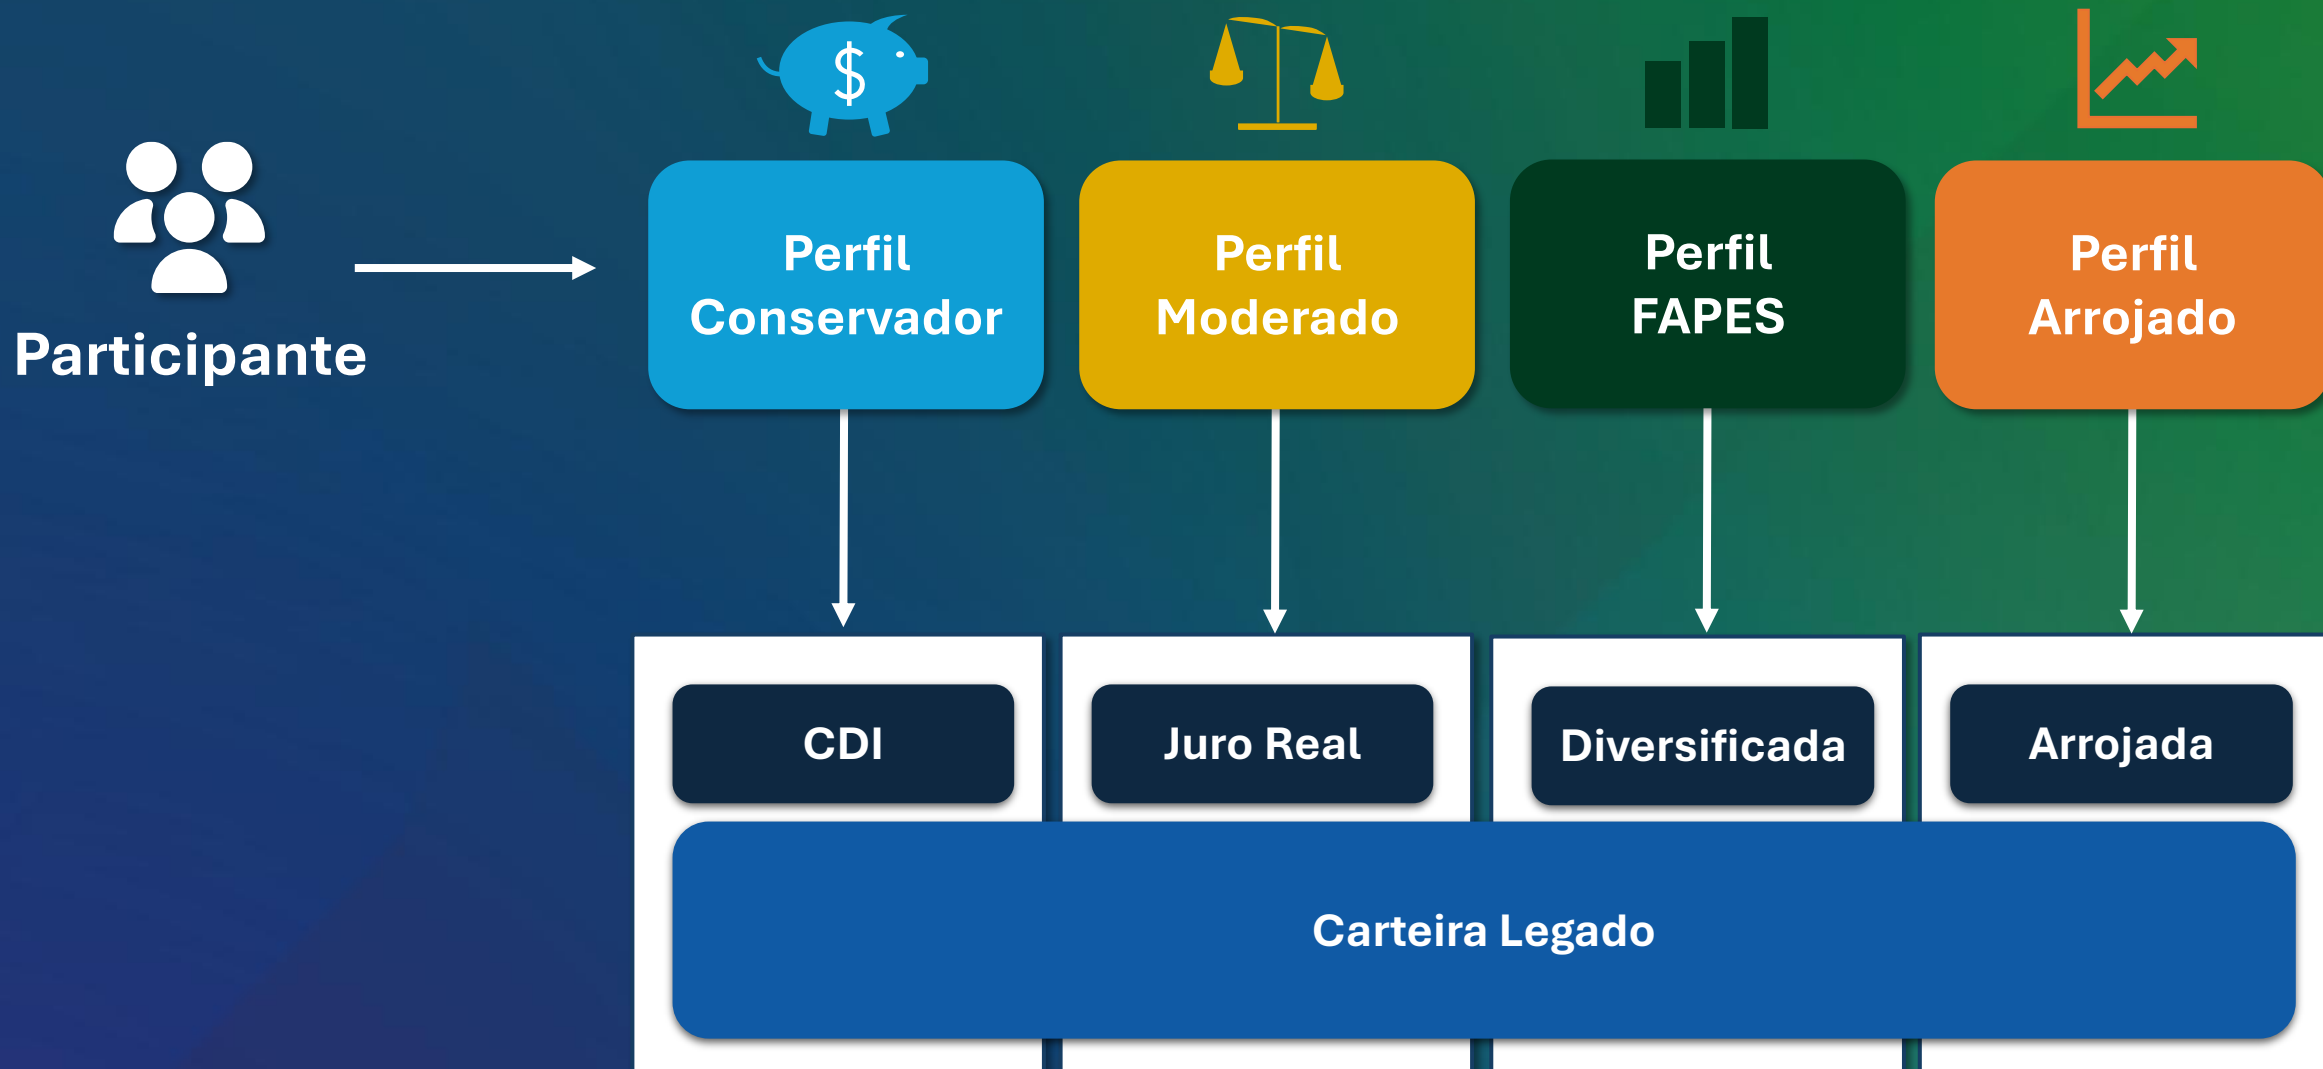 $
Participante
Perfil
Conservador
Perfil
Moderado
Perfil
FAPES
Perfil
Arrojado
CDI
Juro Real
Diversificada
Arrojada
Carteira Legado